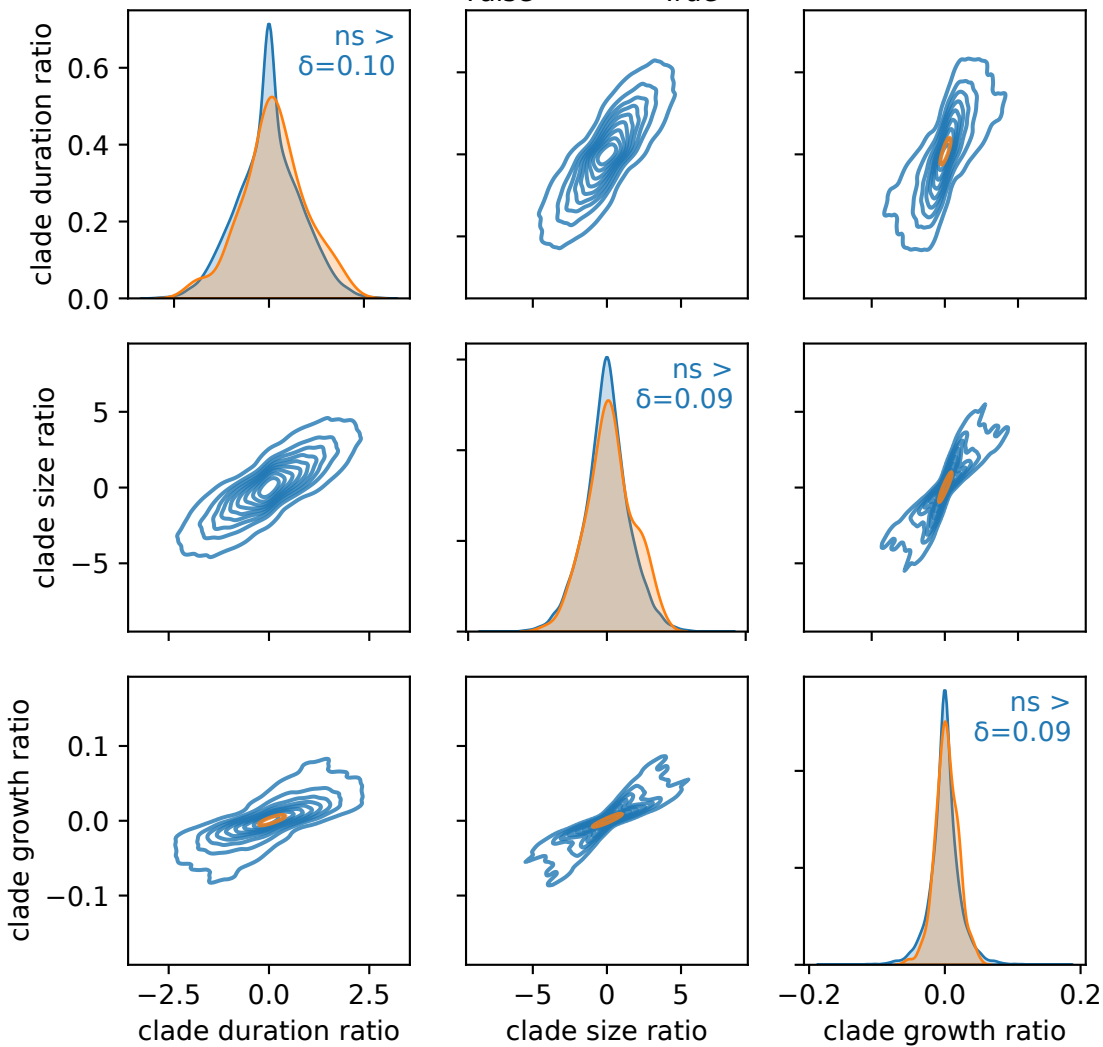 False True
clade duration ratio
0.6
0.4
0.2
0.0
ns >
δ=0.10
clade size ratio
5
0
−5
ns >
δ=0.09
clade growth ratio
0.1
0.0
−0.1
ns >
δ=0.09
−2.5 0.0 2.5
−5 0 5
−0.2 0.0 0.2
clade duration ratio
clade size ratio
clade growth ratio